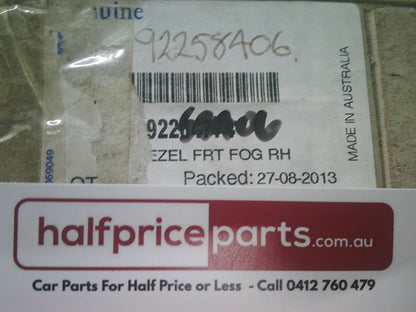 uine
92258406.
MADE IN AUSTRALIA
EZEL FRT FOG RH
Packed: 27-08-2013
halfpriceparts.com.au
Car Parts For Half Price or Less - Call 0412 760 479